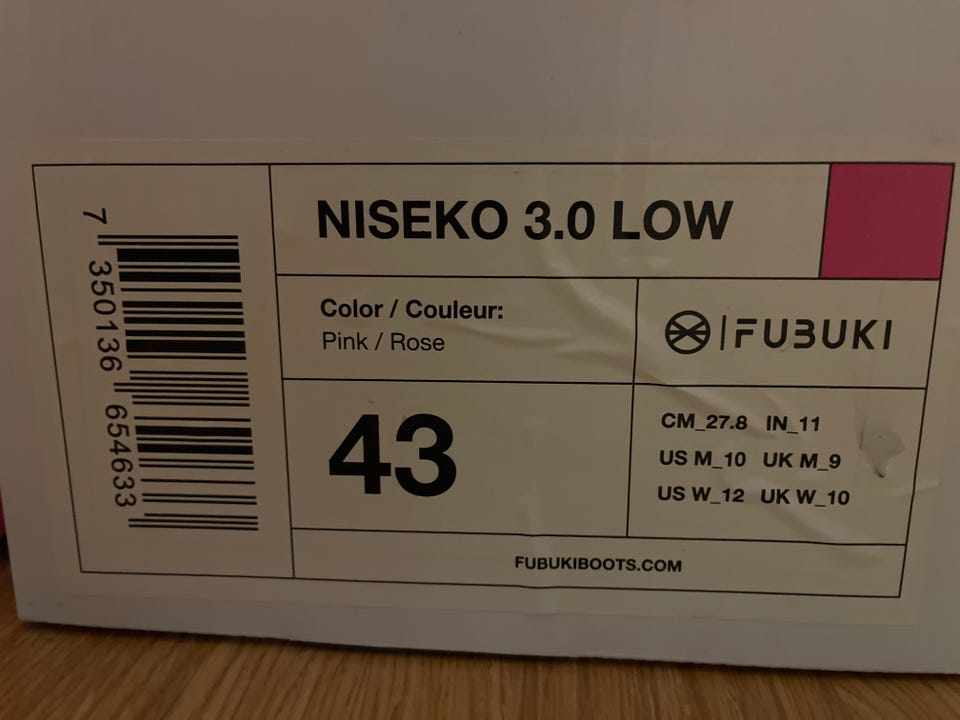 NISEKO 3.0 LOW
Color / Couleur:
Pink / Rose
FUBUKI
43
CM_27.8 IN_11
US M_10 UK M_9
US W_12 UK W_10
FUBUKIBOOTS.COM
7 350136 654633